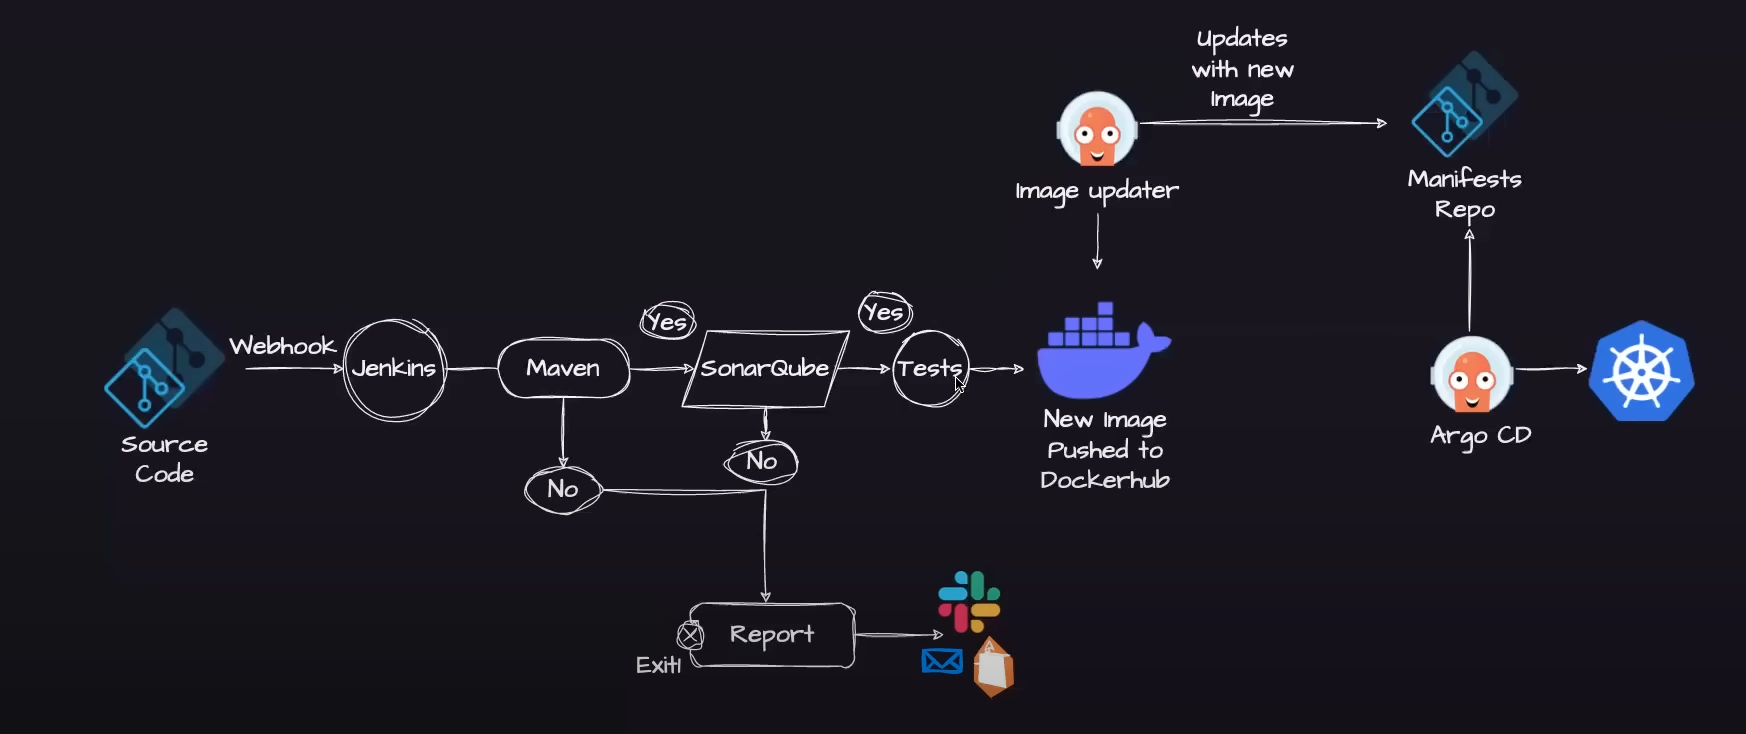 Updates
with new
Image
Image updater
Manifests
Repo
Webhook
Jenkins
Maven
Yes
SonarQube
Yes
Tests
Source
Code
No
No
New Image
Pushed to
Dockerhub
Argo CD
Report
Exit!